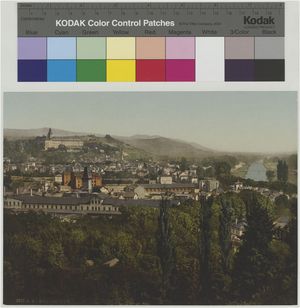 KODAK Color Control Patches
Kodak
Blue Cyan Green Yellow Red Magenta White 3/Color Black